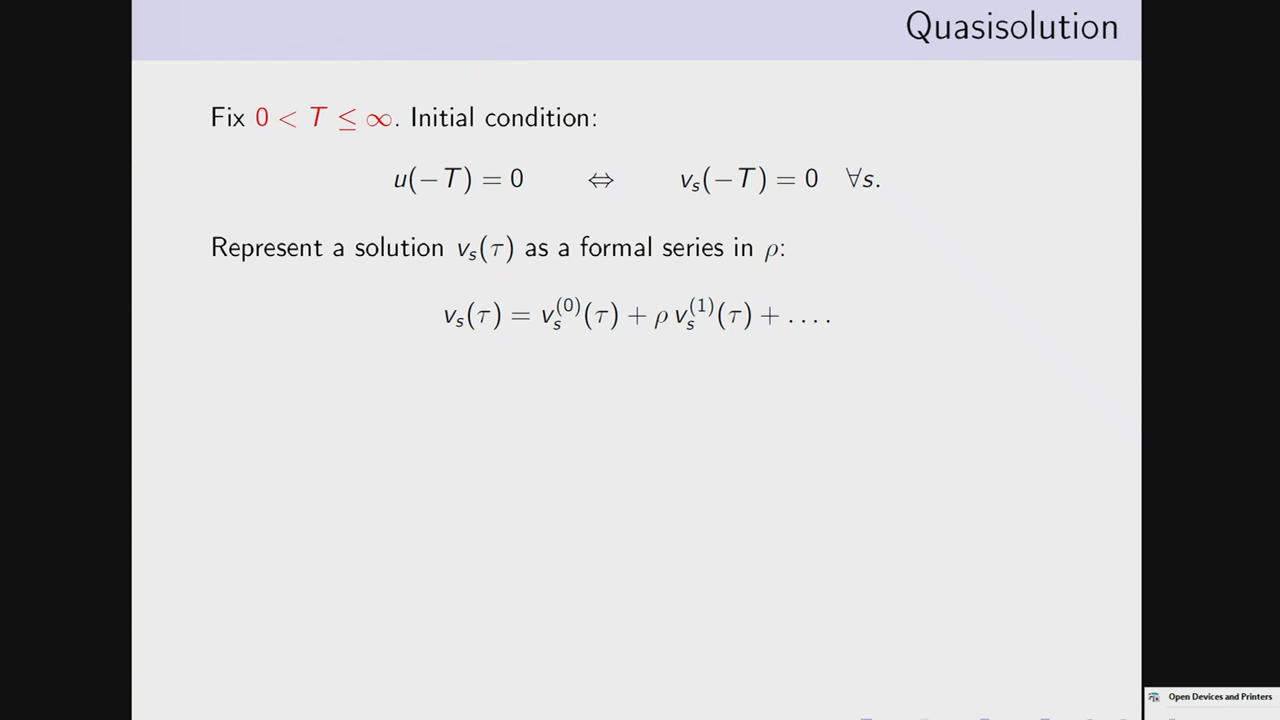 Quasisolution
Fix 0 < T ≤ ∞. Initial condition:
u(−T) = 0 ⇔ v_s(−T) = 0 ∀s.
Represent a solution v_s(τ) as a formal series in ρ:
v_s(τ) = v_s^{(0)}(τ) + ρ v_s^{(1)}(τ) + . . . .
Open Devices and Printers